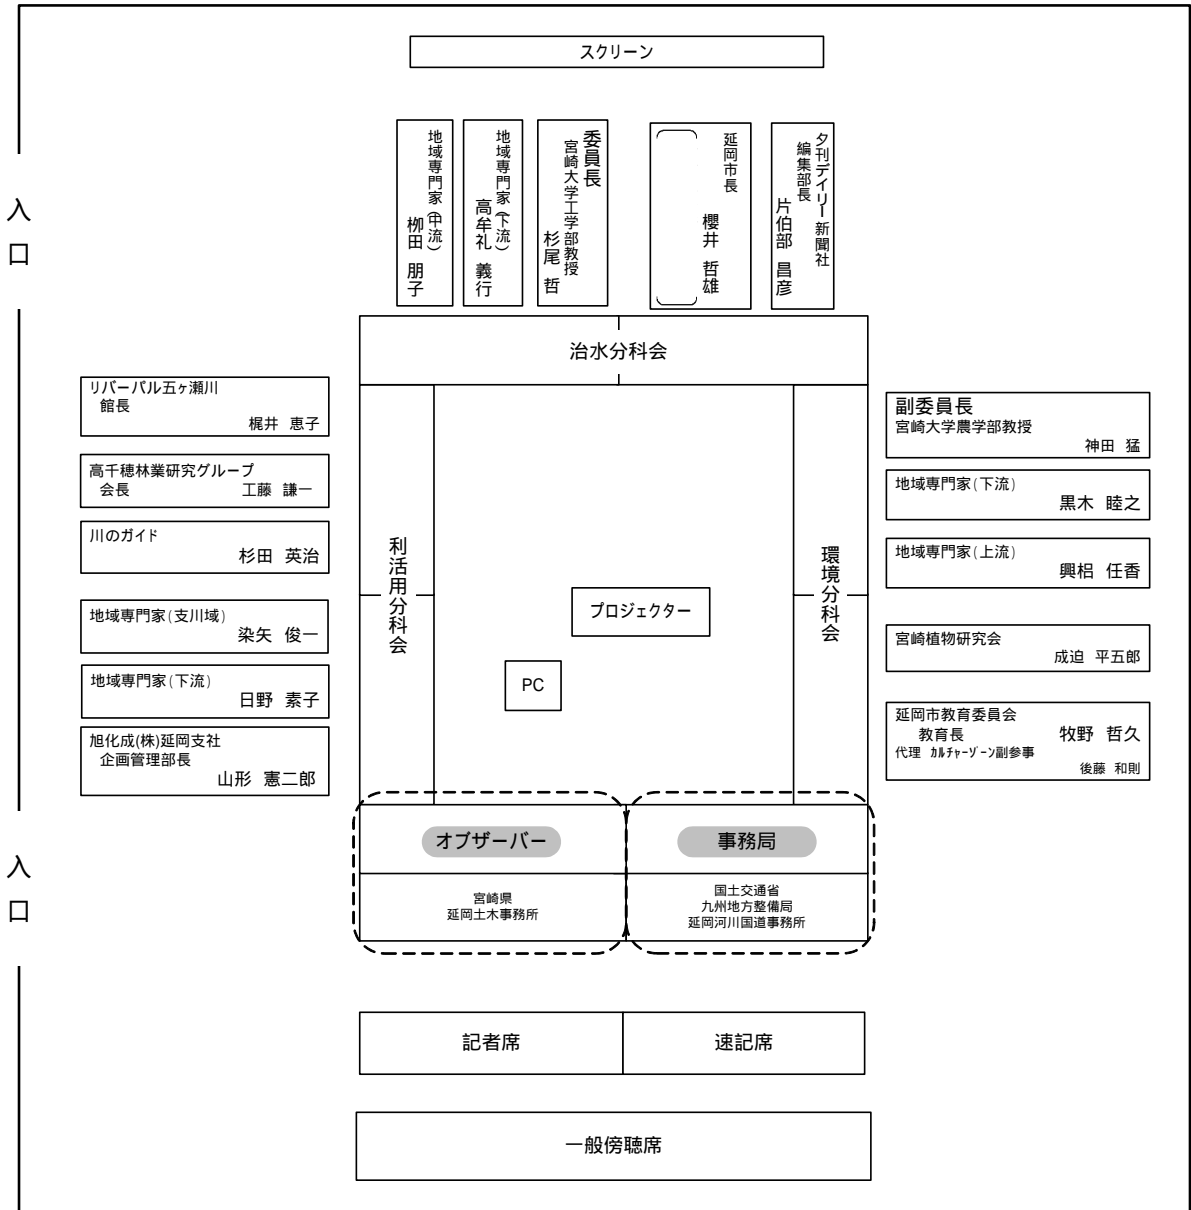 スクリーン
地域専門家(中流)
栁田 朋子
地域専門家(下流)
高牟礼 義行
委員長
宮崎大学工学部教授
杉尾 哲
延岡市長
櫻井 哲雄
夕刊デイリー新聞社
編集部長
片伯部 昌彦
入口
治水分科会
リバーパル五ヶ瀬川
館長
梶井 恵子
高千穂林業研究グループ
会長 工藤 謙一
川のガイド
杉田 英治
地域専門家(支川域)
染矢 俊一
地域専門家(下流)
日野 素子
旭化成(株)延岡支社
企画管理部長
山形 憲二郎
利活用分科会
プロジェクター
PC
環境分科会
副委員長
宮崎大学農学部教授
神田 猛
地域専門家(下流)
黒木 睦之
地域専門家(上流)
興梠 任香
宮崎植物研究会
成迫 平五郎
延岡市教育委員会
教育長 牧野 哲久
代理 カルチャーゾーン副参事
後藤 和則
入口
オブザーバー
宮崎県
延岡土木事務所
事務局
国土交通省
九州地方整備局
延岡河川国道事務所
記者席
速記席
一般傍聴席